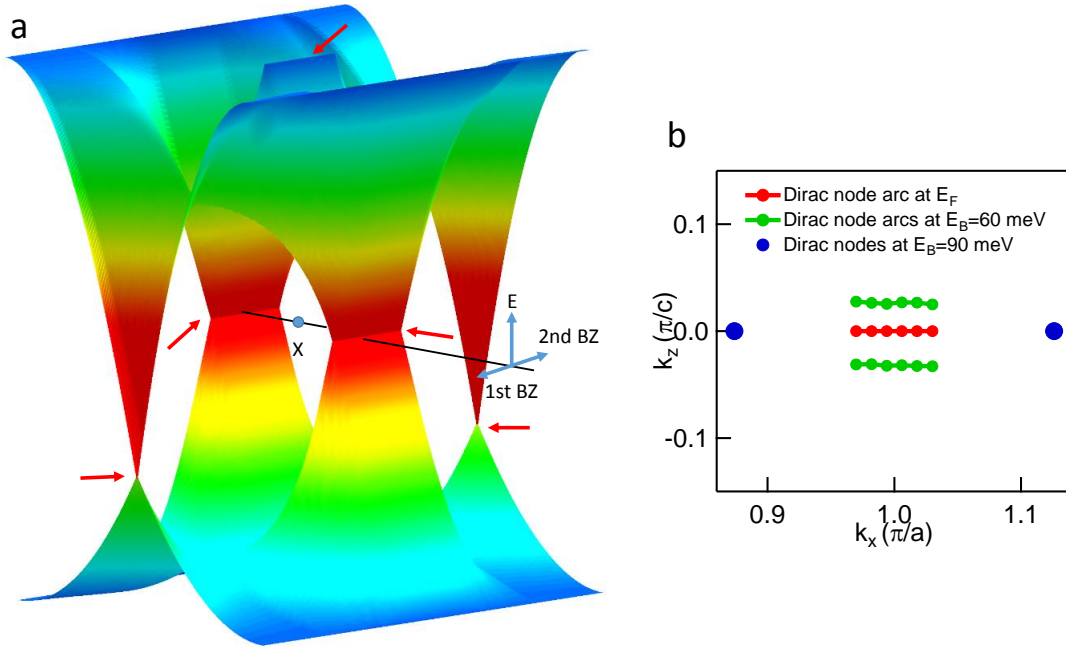 a
E
2nd BZ
X
1st BZ
b
Dirac node arc at E_F
Dirac node arcs at E_B=60 meV
Dirac nodes at E_B=90 meV
0.1
0.0
-0.1
k_z (π/c)
0.9
1.0
1.1
k_x (π/a)